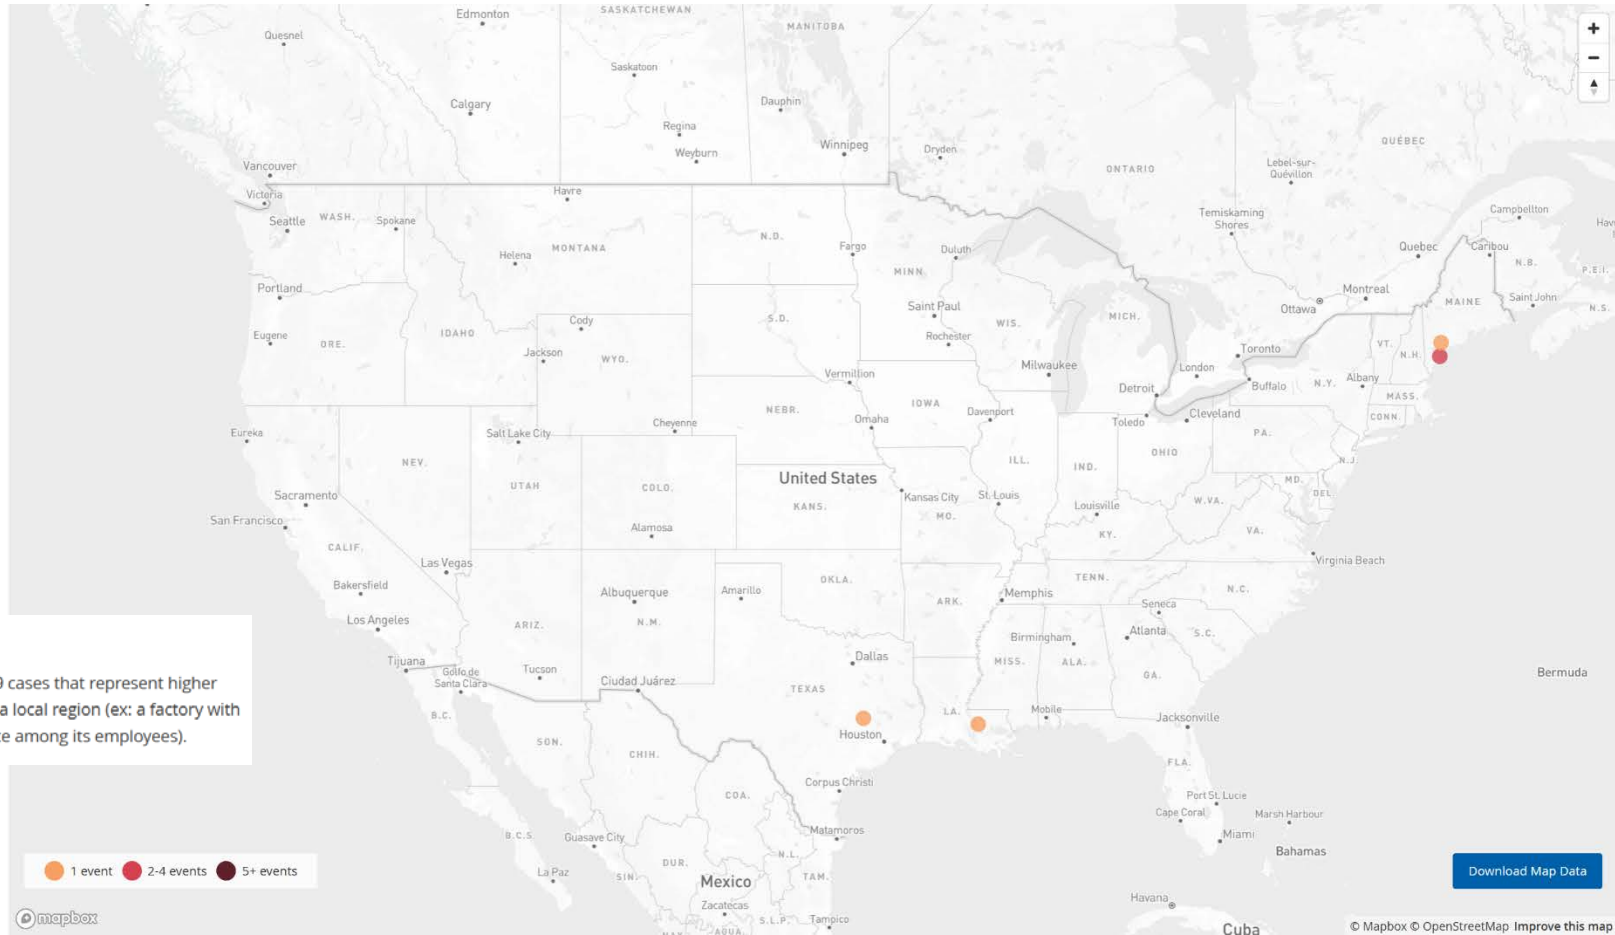 Edmonton
SASKATCHEWAN
MANITOBA
Quesnel
Saskatoon
Calgary
Dauphin
Regina
Winnipeg
Weyburn
Dryden
ONTARIO
QUÉBEC
Lebel-sur-
Quévillon
Vancouver
Victoria
Seattle
WASH.
Spokane
Havre
MONTANA
Helena
N.D.
Fargo
Duluth
MINN
Temiskaming
Shores
Campbellton
Quebec
Caribou
N.B.
P.E.I.
Portland
Eugene
ORE.
IDAHO
Cody
Jackson
WYO.
S.D.
Saint Paul
Rochester
WIS.
MICH.
Montreal
Ottawa
MAINE
Saint John
N.S.
VT.
N.H.
Toronto
London
Milwaukee
Vermillion
Detroit
Buffalo
N.Y.
Albany
MASS.
CONN.
NEBR.
Omaha
IOWA
Davenport
Toledo
Cleveland
PA.
Eureka
Salt Lake City
Cheyenne
NEV.
UTAH
COLO.
United States
KANS.
Kansas City
St. Louis
MO.
ILL.
IND.
OHIO
N.J.
MD.
DEL.
W.VA.
VA.
Louisville
KY.
Sacramento
San Francisco
CALIF.
Alamosa
Las Vegas
Virginia Beach
Bakersfield
Los Angeles
Albuquerque
N.M.
ARIZ.
Amarillo
OKLA.
ARK.
Memphis
TENN.
N.C.
Seneca
Atlanta
S.C.
Birmingham
MISS.
ALA.
GA.
Tijuana
Golfo de
Santa Clara
Tucson
Ciudad Juárez
Dallas
TEXAS
LA.
Mobile
Jacksonville
Houston
Bermuda
9 cases that represent higher
a local region (ex: a factory with
e among its employees).
B.C.
SON.
CHIH.
COA.
Corpus Christi
FLA.
Port St. Lucie
Cape Coral
Marsh Harbour
Miami
Bahamas
B.C.S.
Guasave City
Matamoros
N.L.
La Paz
SIN.
DUR.
TAM.
Mexico
Zacatecas
AGUA.
S.L.P.
Tampico
Havana
Cuba
1 event 2-4 events 5+ events
Download Map Data
mapbox
© Mapbox © OpenStreetMap Improve this map